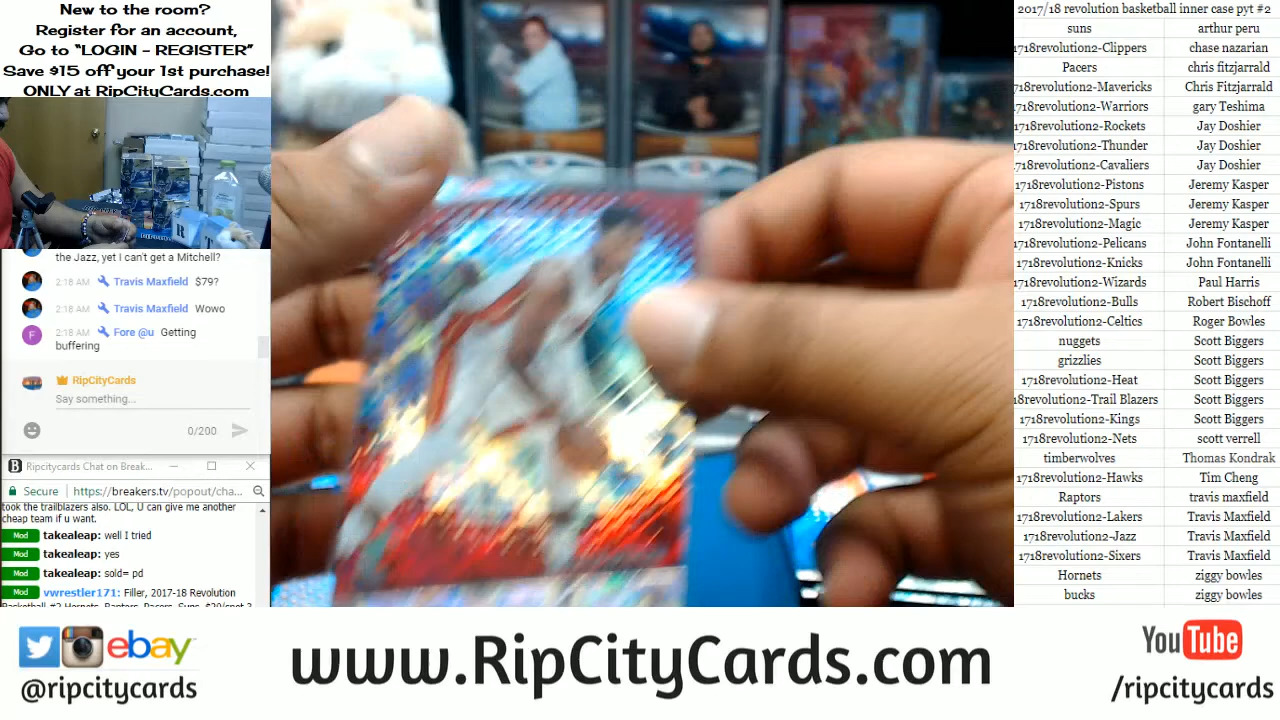 New to the room?
Register for an account,
Go to "LOGIN - REGISTER"
Save $15 off your 1st purchase!
ONLY at RipCityCards.com
the Jazz, yet I can't get a Mitchell?
2:18 AM Travis Maxfield $79?
2:18 AM Travis Maxfield Wowo
F 2:18 AM Fore @u Getting
buffering
RipCityCards
Say something...
0/200
Ripcitycards Chat on Break...
Secure https://breakers.tv/popout/cha...
took the trailblazers also. LOL, U can give me another
cheap team if u want.
Mod takealeap: well I tried
Mod takealeap: yes
Mod takealeap: sold= pd
Mod vwrestler171: Filler, 2017-18 Revolution
Basketball #2 Hornets, Raptors, Pacers, Suns, $20/spot 3
2017/18 revolution basketball inner case pyt #2
suns arthur peru
1718revolution2-Clippers chase nazarian
Pacers chris fitzjarrald
1718revolution2-Mavericks Chris Fitzjarrald
1718revolution2-Warriors gary Teshima
1718revolution2-Rockets Jay Doshier
1718revolution2-Thunder Jay Doshier
1718revolution2-Cavaliers Jay Doshier
1718revolution2-Pistons Jeremy Kasper
1718revolution2-Spurs Jeremy Kasper
1718revolution2-Magic Jeremy Kasper
1718revolution2-Pelicans John Fontanelli
1718revolution2-Knicks John Fontanelli
1718revolution2-Wizards Paul Harris
1718revolution2-Bulls Robert Bischoff
1718revolution2-Celtics Roger Bowles
nuggets Scott Biggers
grizzlies Scott Biggers
1718revolution2-Heat Scott Biggers
1718revolution2-Trail Blazers Scott Biggers
1718revolution2-Kings Scott Biggers
1718revolution2-Nets scott verrell
timberwolves Thomas Kondrak
1718revolution2-Hawks Tim Cheng
Raptors travis maxfield
1718revolution2-Lakers Travis Maxfield
1718revolution2-Jazz Travis Maxfield
1718revolution2-Sixers Travis Maxfield
Hornets ziggy bowles
bucks ziggy bowles
ebay
@ripcitycards
www.RipCityCards.com
YouTube
/ripcitycards